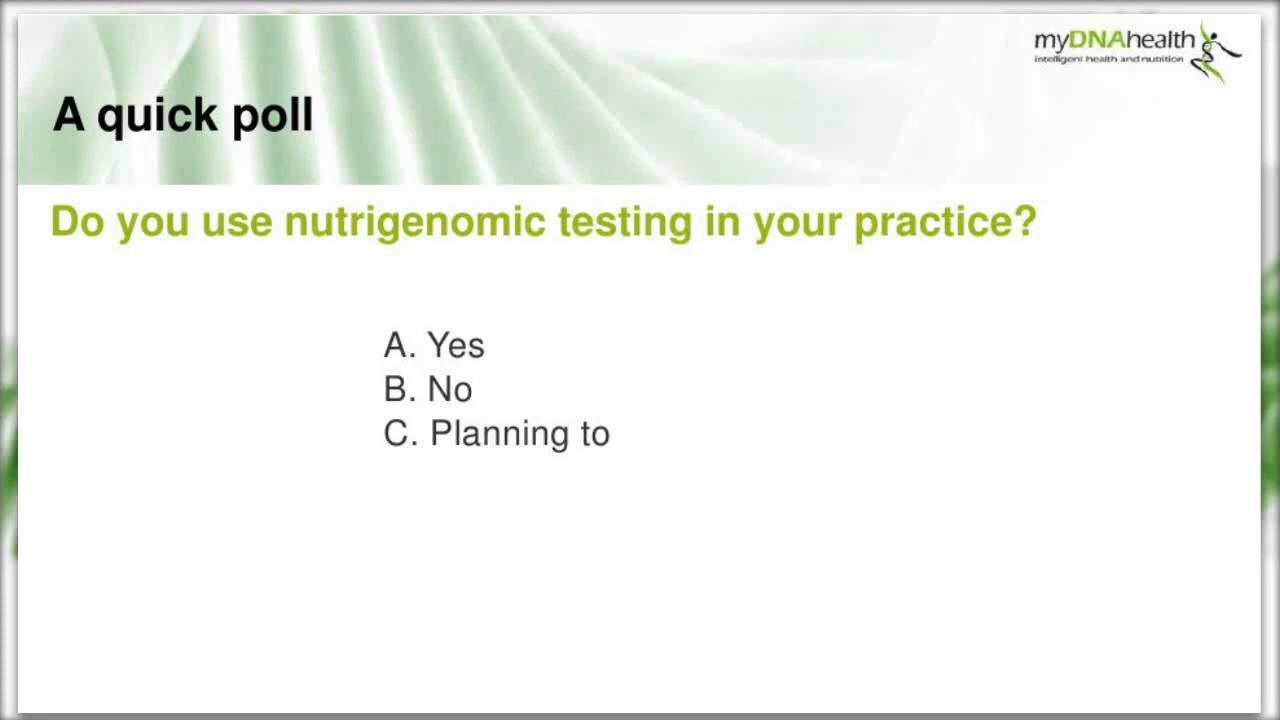 myDNAhealth
intelligent health and nutrition
A quick poll
Do you use nutrigenomic testing in your practice?
A. Yes
B. No
C. Planning to